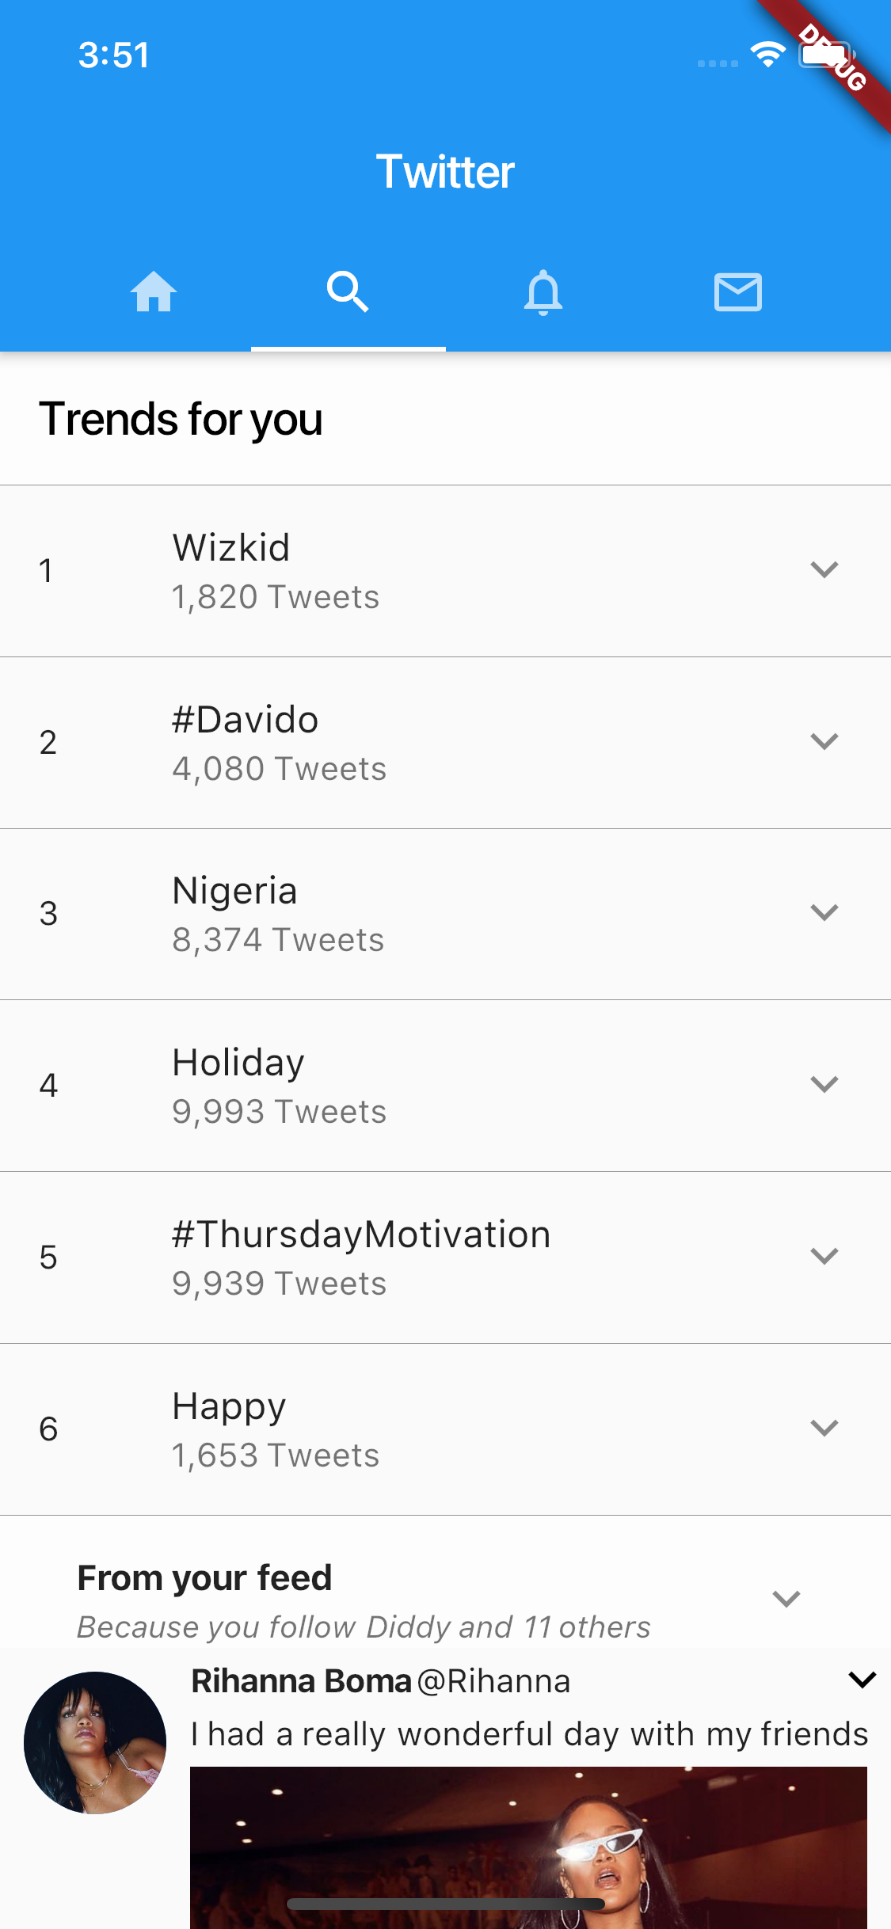 3:51
DEBUG
Twitter
Trends for you
1
Wizkid
1,820 Tweets
2
#Davido
4,080 Tweets
3
Nigeria
8,374 Tweets
4
Holiday
9,993 Tweets
5
#ThursdayMotivation
9,939 Tweets
6
Happy
1,653 Tweets
From your feed
Because you follow Diddy and 11 others
Rihanna Boma @Rihanna
I had a really wonderful day with my friends